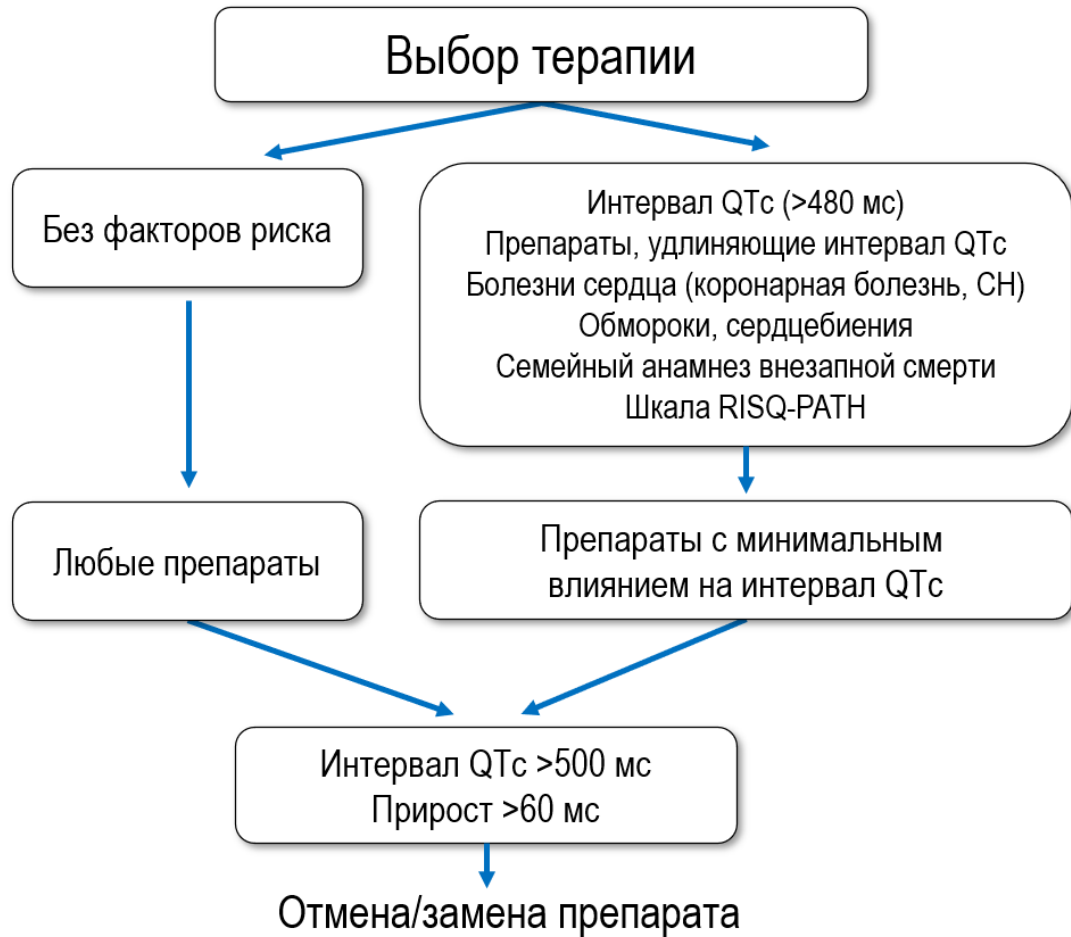 Выбор терапии
Без факторов риска
Интервал QTc (>480 мс)
Препараты, удлиняющие интервал QTc
Болезни сердца (коронарная болезнь, СН)
Обмороки, сердцебиения
Семейный анамнез внезапной смерти
Шкала RISQ-PATH
Любые препараты
Препараты с минимальным
влиянием на интервал QTc
Интервал QTc >500 мс
Прирост >60 мс
Отмена/замена препарата